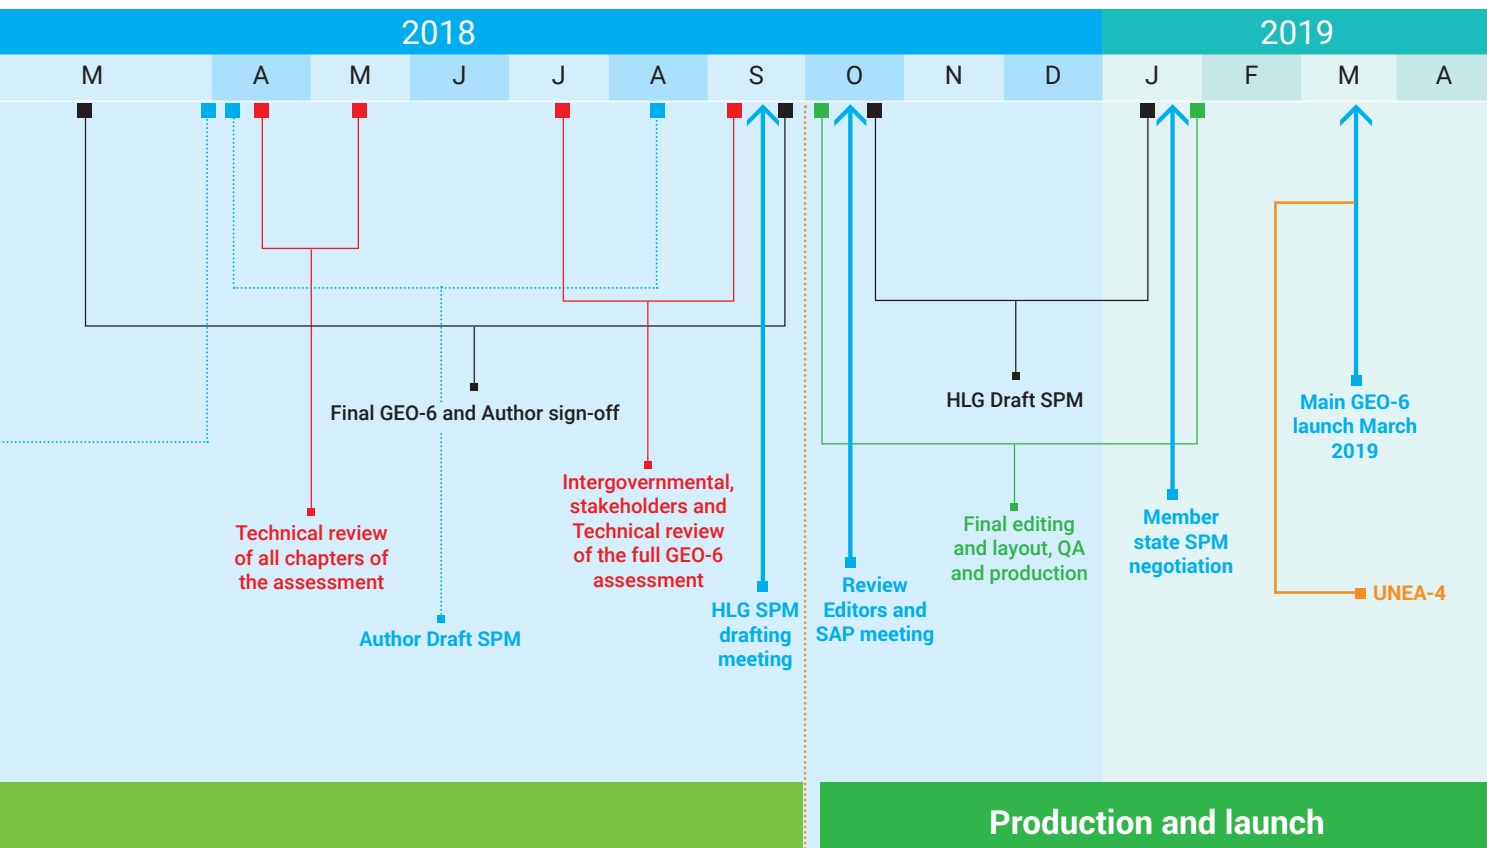 2018
2019
M A M J J A S O N D J F M A
Final GEO-6 and Author sign-off
HLG Draft SPM
Main GEO-6
launch March
2019
Technical review
of all chapters of
the assessment
Intergovernmental,
stakeholders and
Technical review
of the full GEO-6
assessment
Final editing
and layout, QA
and production
Member
state SPM
negotiation
Author Draft SPM
HLG SPM
drafting
meeting
Review
Editors and
SAP meeting
UNEA-4
Production and launch